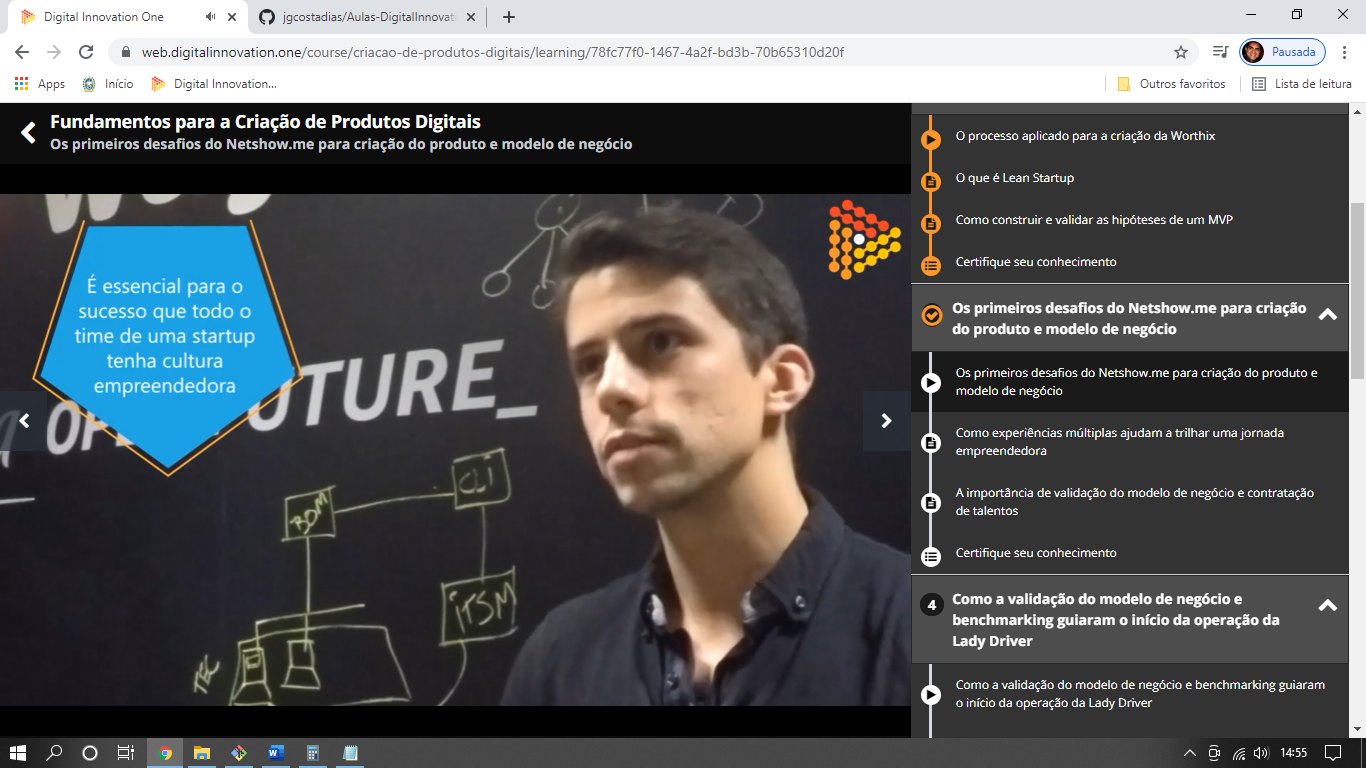 Digital Innovation One
jgcostadias/Aulas-DigitalInnovati
web.digitalinnovation.one/course/criacao-de-produtos-digitais/learning/78fc77f0-1467-4a2f-bd3b-70b65310d20f
Pausada
Apps
Início
Digital Innovation...
Outros favoritos
Lista de leitura
Fundamentos para a Criação de Produtos Digitais
Os primeiros desafios do Netshow.me para criação do produto e modelo de negócio
É essencial para o
sucesso que todo o
time de uma startup
tenha cultura
empreendedora
FUTURE_
CLI
BDM
iTSM
TEC
O processo aplicado para a criação da Worthix
O que é Lean Startup
Como construir e validar as hipóteses de um MVP
Certifique seu conhecimento
Os primeiros desafios do Netshow.me para criação
do produto e modelo de negócio
Os primeiros desafios do Netshow.me para criação do produto e
modelo de negócio
Como experiências múltiplas ajudam a trilhar uma jornada
empreendedora
A importância de validação do modelo de negócio e contratação
de talentos
Certifique seu conhecimento
4
Como a validação do modelo de negócio e
benchmarking guiaram o início da operação da
Lady Driver
Como a validação do modelo de negócio e benchmarking guiaram
o início da operação da Lady Driver
14:55